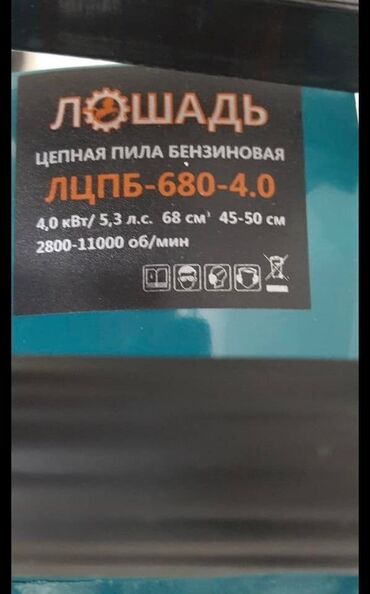 ЛОШАДЬ
ЦЕПНАЯ ПИЛА БЕНЗИНОВАЯ
ЛЦПБ-680-4.0
4,0 кВт/ 5,3 л.с. 68 см³ 45-50 см
2800-11000 об/мин